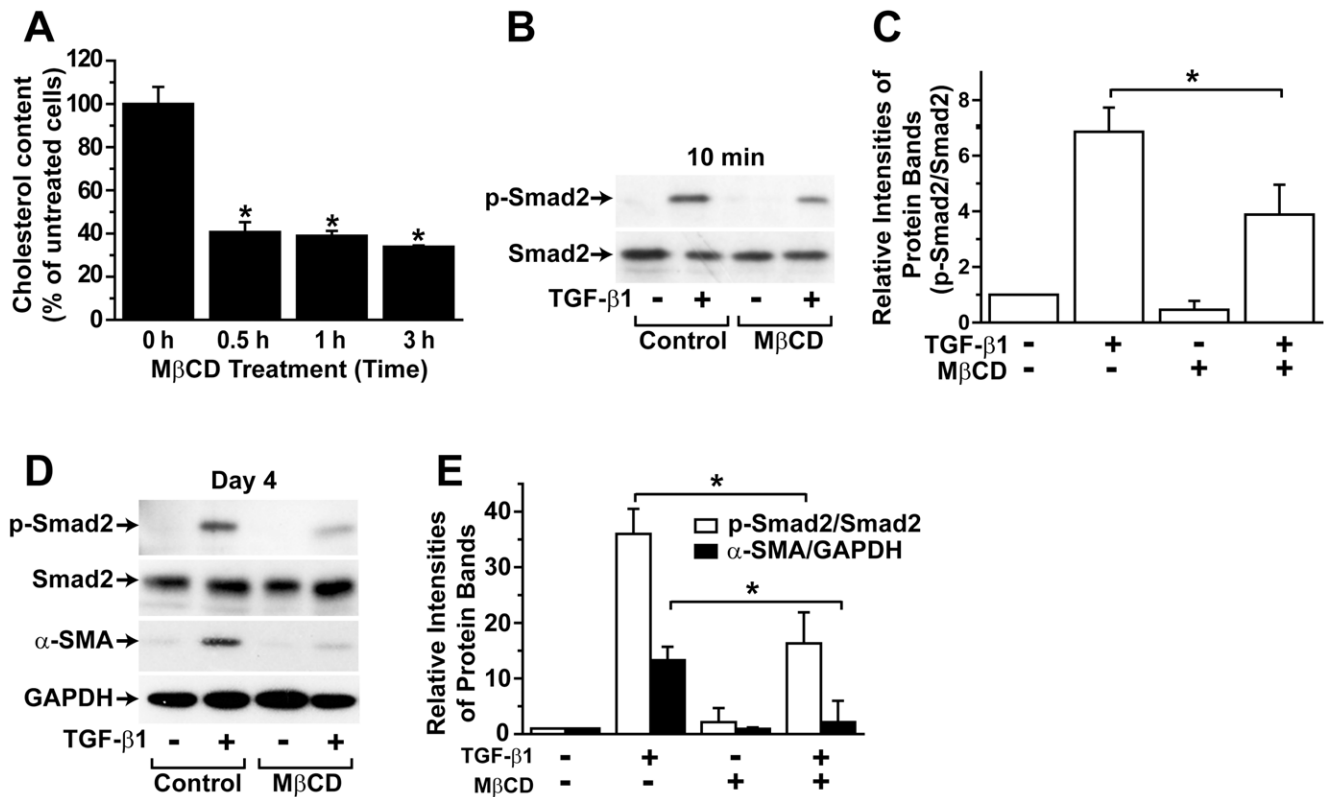 A
Cholesterol content
(% of untreated cells)
120
100
80
60
40
20
0
*
*
*
0 h
0.5 h
1 h
3 h
MβCD Treatment (Time)
B
10 min
p-Smad2
Smad2
TGF-β1 - + - +
Control MβCD
C
Relative Intensities of
Protein Bands
(p-Smad2/Smad2)
8
6
4
2
0
*
TGF-β1 - + - +
MβCD - - + +
D
Day 4
p-Smad2
Smad2
α-SMA
GAPDH
TGF-β1 - + - +
Control MβCD
E
Relative Intensities
of Protein Bands
40
30
20
10
0
*
p-Smad2/Smad2
α-SMA/GAPDH
*
TGF-β1 - + - +
MβCD - - + +